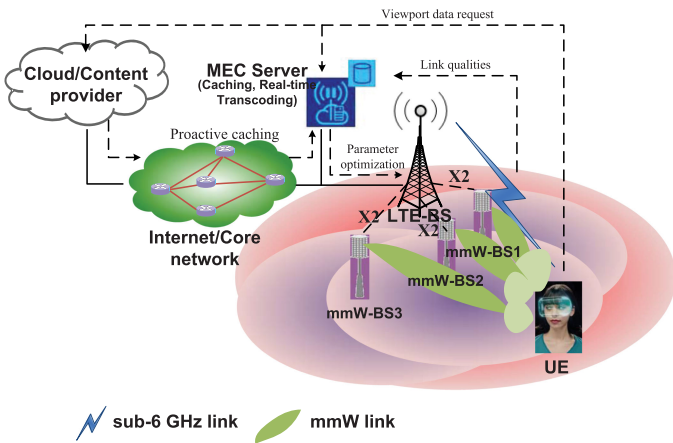 Viewport data request
Link qualities
Cloud/Content
provider
MEC Server
(Caching, Real-time
Transcoding)
Proactive caching
Parameter
optimization
X2
X2
LTE-BS
X2
Internet/Core
network
mmW-BS1
mmW-BS2
mmW-BS3
UE
sub-6 GHz link
mmW link